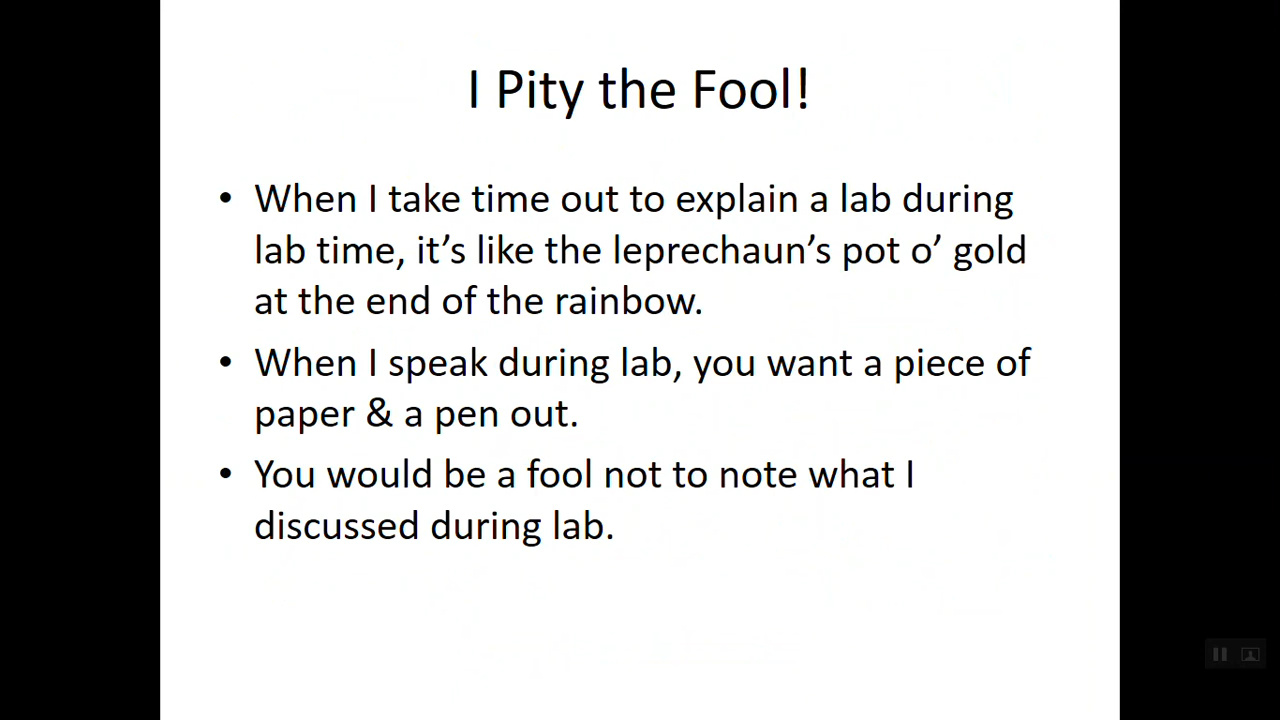 I Pity the Fool!
• When I take time out to explain a lab during
lab time, it’s like the leprechaun’s pot o’ gold
at the end of the rainbow.
• When I speak during lab, you want a piece of
paper & a pen out.
• You would be a fool not to note what I
discussed during lab.